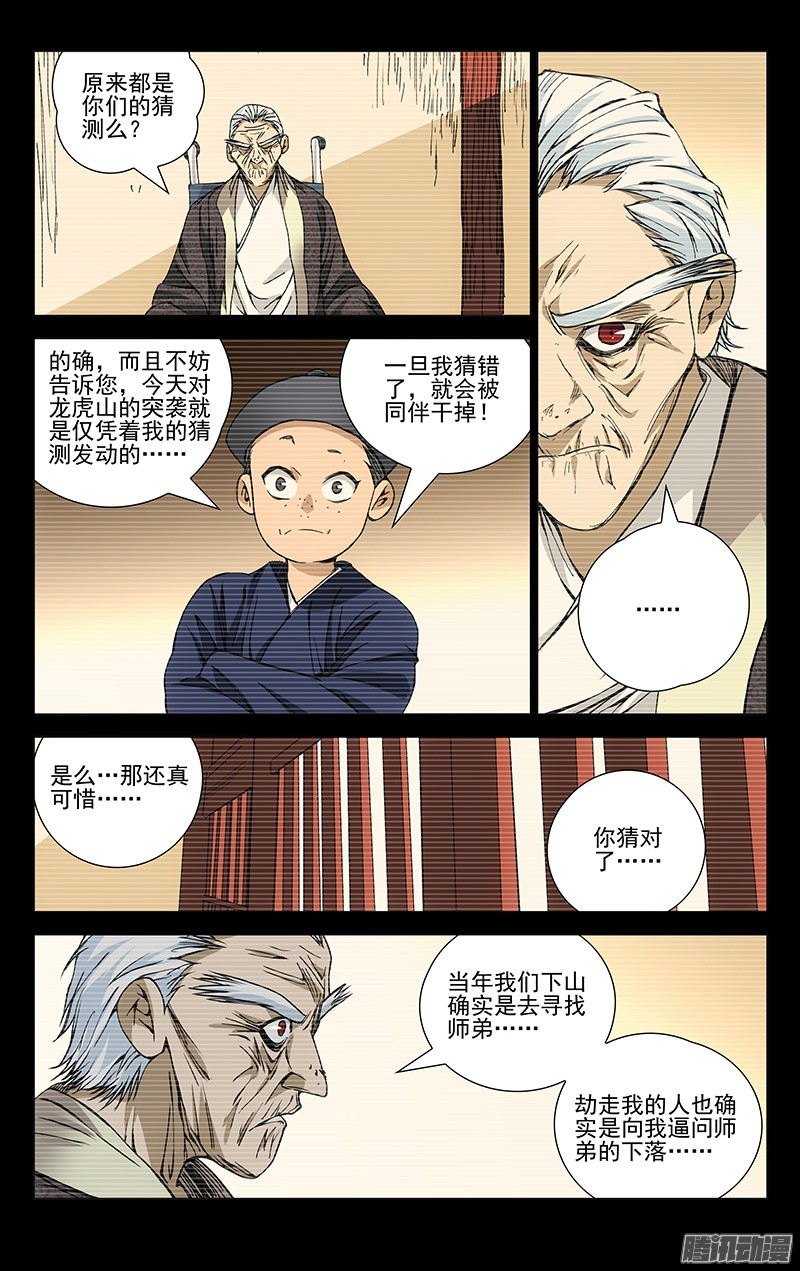 原来都是
你们的猜
测么？
……
的确，而且不妨
告诉您，今天对
龙虎山的突袭就
是仅凭着我的猜
测发动的……
一旦我猜错
了，就会被
同伴干掉！
是么…那还真
可惜……
你猜对
了……
当年我们下山
确实是去寻找
师弟……
劫走我的人也确
实是向我逼问师
弟的下落……
腾讯动漫